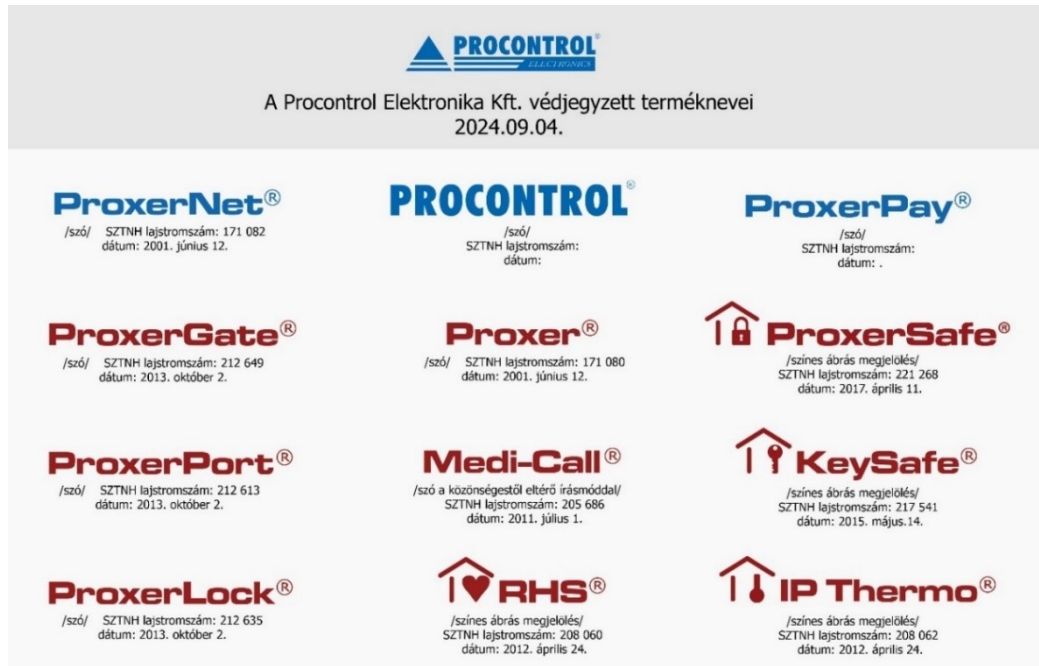 PROCONTROL®
ELECTRONICS
A Procontrol Elektronika Kft. védjegyzett terméknevei
2024.09.04.
ProxerNet®
/szó/ SZTNH lajstromszám: 171 082
dátum: 2001. június 12.
PROCONTROL®
/szó/
SZTNH lajstromszám:
dátum:
ProxerPay®
/szó/
SZTNH lajstromszám:
dátum: .
ProxerGate®
/szó/ SZTNH lajstromszám: 212 649
dátum: 2013. október 2.
Proxer®
/szó/ SZTNH lajstromszám: 171 080
dátum: 2001. június 12.
ProxerSafe®
/színes ábrás megjelölés/
SZTNH lajstromszám: 221 268
dátum: 2017. április 11.
ProxerPort®
/szó/ SZTNH lajstromszám: 212 613
dátum: 2013. október 2.
Medi-Call®
/szó a közönségestől eltérő írásmóddal/
SZTNH lajstromszám: 205 686
dátum: 2011. július 1.
KeySafe®
/színes ábrás megjelölés/
SZTNH lajstromszám: 217 541
dátum: 2015. május.14.
ProxerLock®
/szó/ SZTNH lajstromszám: 212 635
dátum: 2013. október 2.
RHS®
/színes ábrás megjelölés/
SZTNH lajstromszám: 208 060
dátum: 2012. április 24.
IP Thermo®
/színes ábrás megjelölés/
SZTNH lajstromszám: 208 062
dátum: 2012. április 24.